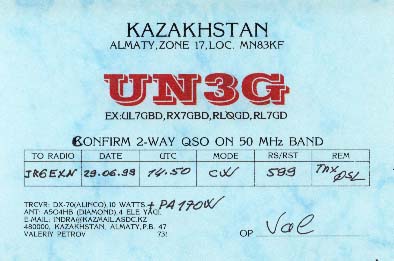 KAZAKHSTAN
ALMATY, ZONE 17, LOC. MN83KF
UN3G
EX:UL7GBD,RX7GBD,RL0GD,RL7GD
CONFIRM 2-WAY QSO ON 50 MHz BAND
TO RADIO DATE UTC MODE RS/RST REM
JR6EXN 29.06.99 14.50 CW 599 TNX QSL
TRCVR: DX-70(ALINCO),10 WATTS + PA 170W
ANT: A504HB (DIAMOND),4 ELE YAGI.
E-MAIL: INDRA@KAZMAIL.ASDC.KZ
480000, KAZAKHSTAN, ALMATY,P.B. 47
VALERIY PETROV 73! OP Val